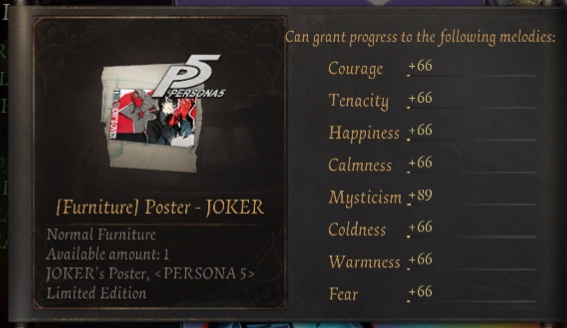 P5
PERSONA5
[Furniture] Poster - JOKER
Normal Furniture
Available amount: 1
JOKER's Poster, <PERSONA 5>
Limited Edition
Can grant progress to the following melodies:
Courage +66
Tenacity +66
Happiness +66
Calmness +66
Mysticism +89
Coldness +66
Warmness +66
Fear +66